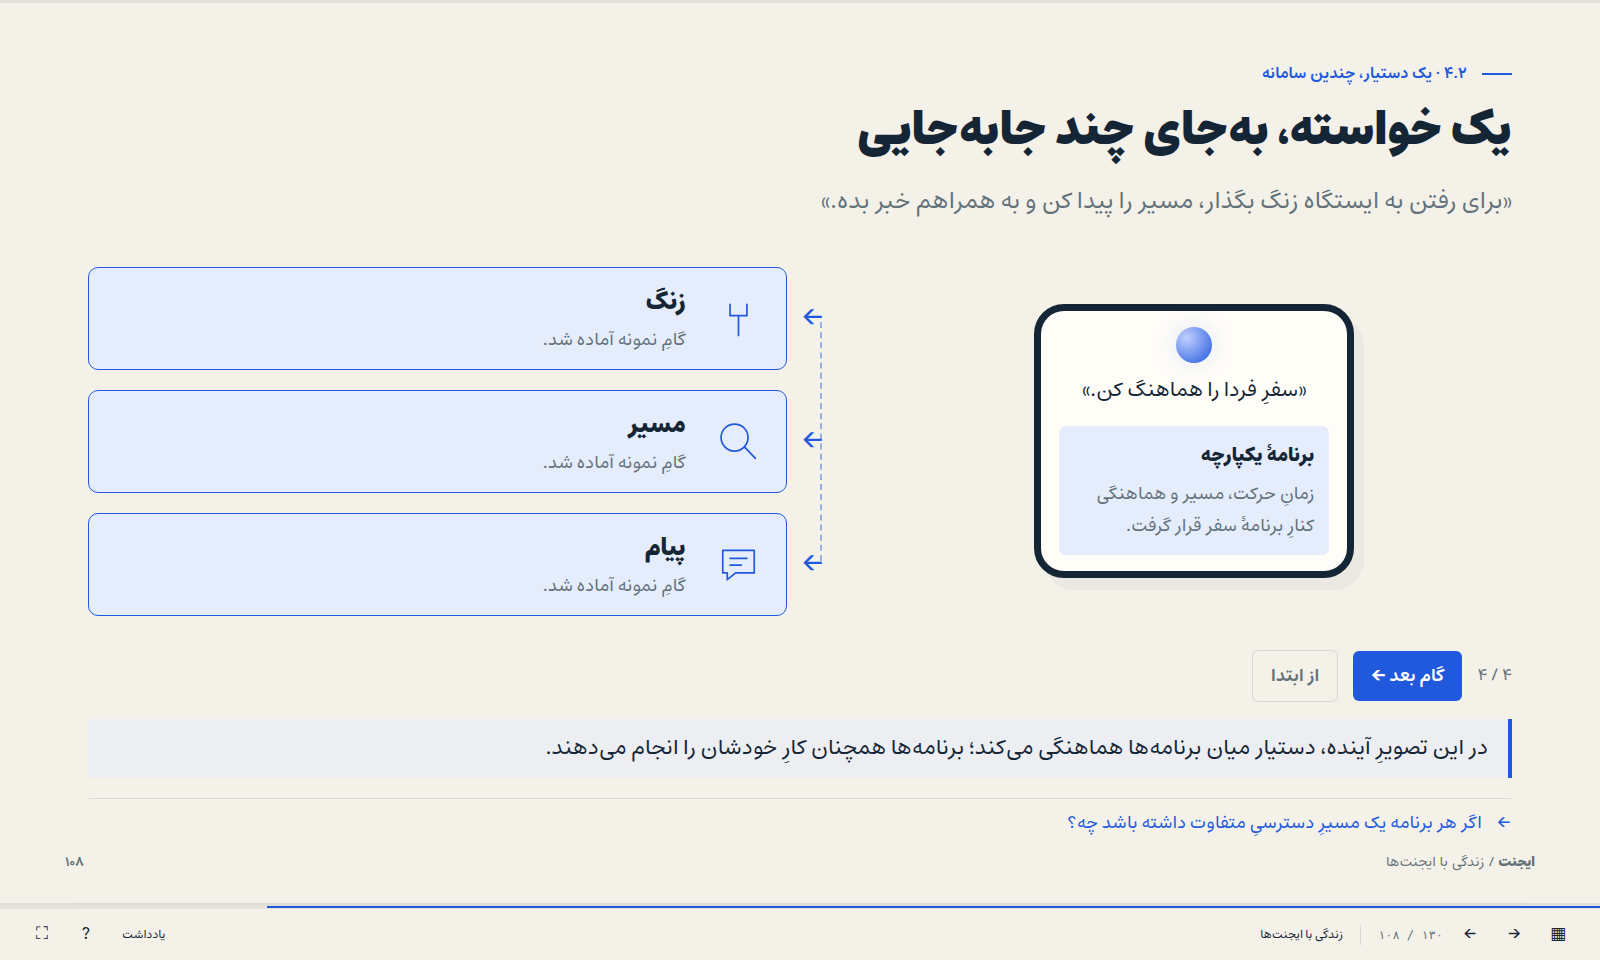 ۴.۲ · یک دستیار، چندین سامانه
یک خواسته، به‌جای چند جابه‌جایی
«برای رفتن به ایستگاه زنگ بگذار، مسیر را پیدا کن و به همراهم خبر بده.»
«سفرِ فردا را هماهنگ کن.»
برنامهٔ یکپارچه
زمانِ حرکت، مسیر و هماهنگی
کنارِ برنامهٔ سفر قرار گرفت.
←
زنگ
گامِ نمونه آماده شد.
←
مسیر
گامِ نمونه آماده شد.
←
پیام
گامِ نمونه آماده شد.
۴ / ۴
گام بعد ←
از ابتدا
در این تصویرِ آینده، دستیار میان برنامه‌ها هماهنگی می‌کند؛ برنامه‌ها همچنان کارِ خودشان را انجام می‌دهند.
← اگر هر برنامه یک مسیرِ دسترسیِ متفاوت داشته باشد چه؟
ایجنت / زندگی با ایجنت‌ها
۱۰۸
▦ → ← ۱۰۸ / ۱۳۰ زندگی با ایجنت‌ها
یادداشت ? ⛶